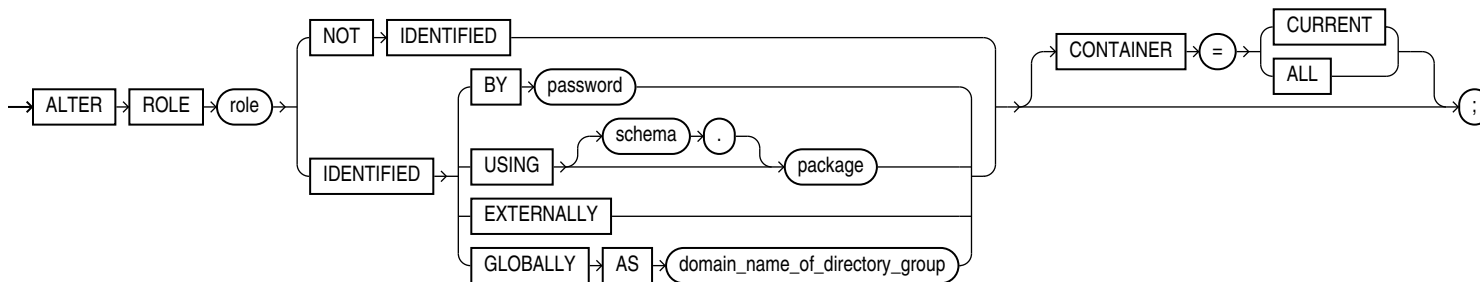 ALTER ROLE role
NOT IDENTIFIED
IDENTIFIED
BY password
USING schema . package
EXTERNALLY
GLOBALLY AS domain_name_of_directory_group
CONTAINER =
CURRENT
ALL
;